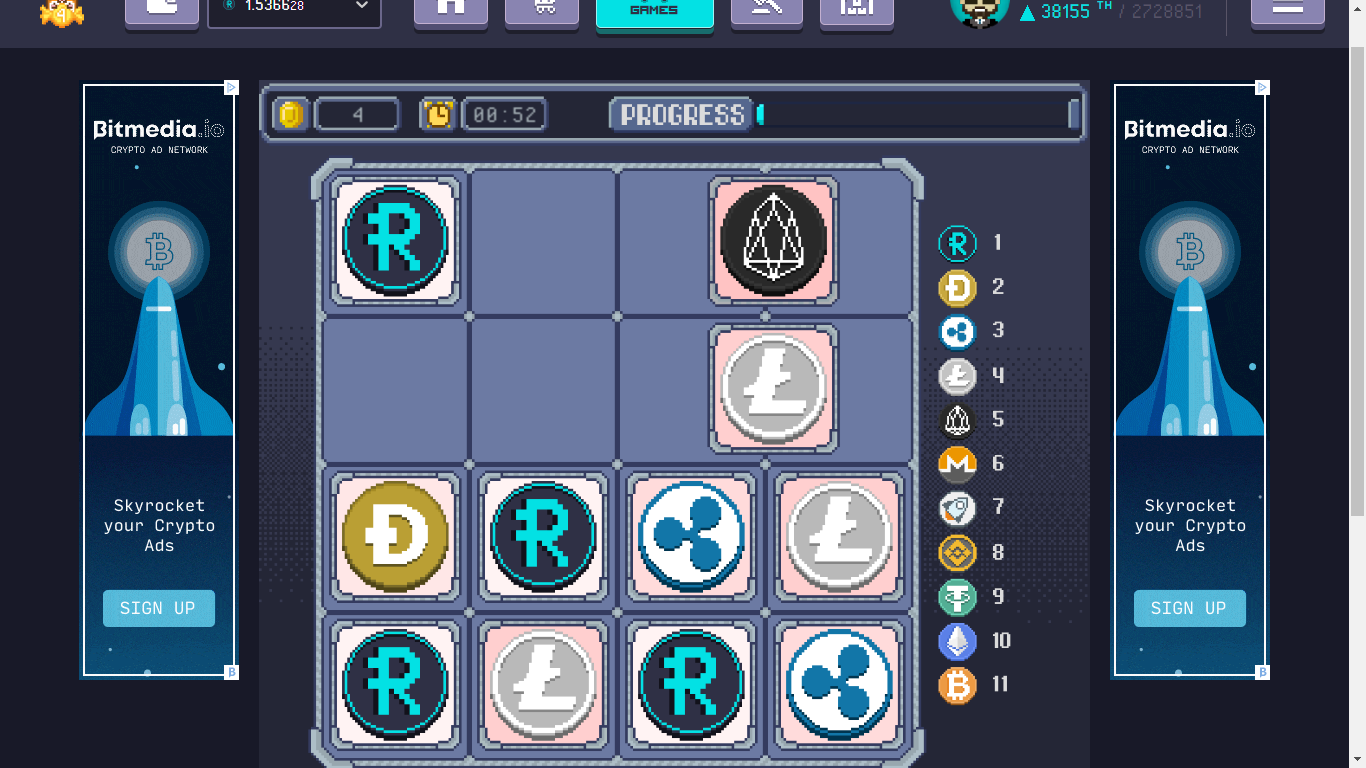 1.536628
GAMES
38155 TH / 2728851
Bitmedia.io
CRYPTO AD NETWORK
Skyrocket
your Crypto
Ads
SIGN UP
4
00:52
PROGRESS
1
2
3
4
5
6
7
8
9
10
11
Bitmedia.io
CRYPTO AD NETWORK
Skyrocket
your Crypto
Ads
SIGN UP